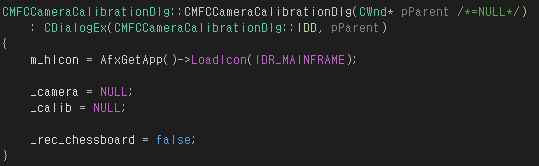 CMFCCameraCalibrationDlg::CMFCCameraCalibrationDlg(CWnd* pParent /*=NULL*/)
    : CDialogEx(CMFCCameraCalibrationDlg::IDD, pParent)
{
    m_hIcon = AfxGetApp()->LoadIcon(IDR_MAINFRAME);

    _camera = NULL;
    _calib = NULL;

    _rec_chessboard = false;
}